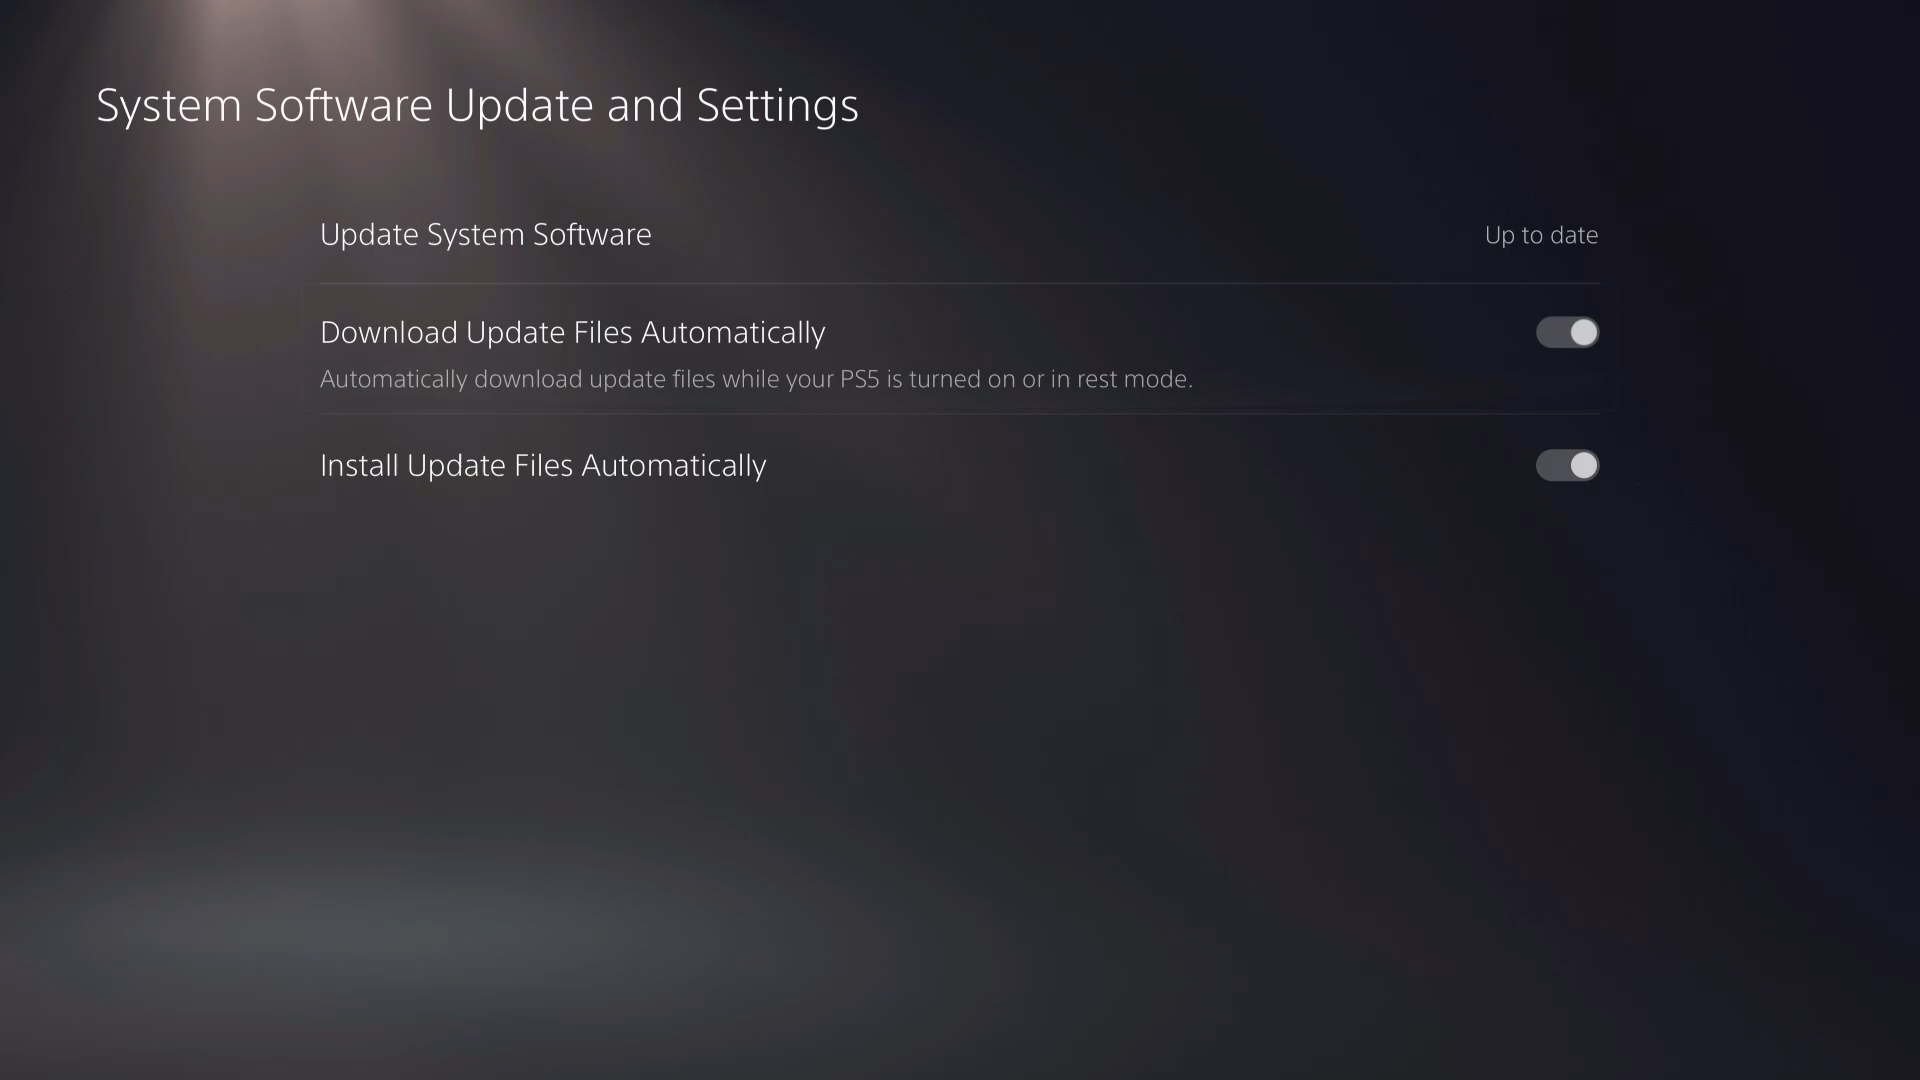 System Software Update and Settings
Update System Software
Up to date
Download Update Files Automatically
Automatically download update files while your PS5 is turned on or in rest mode.
Install Update Files Automatically